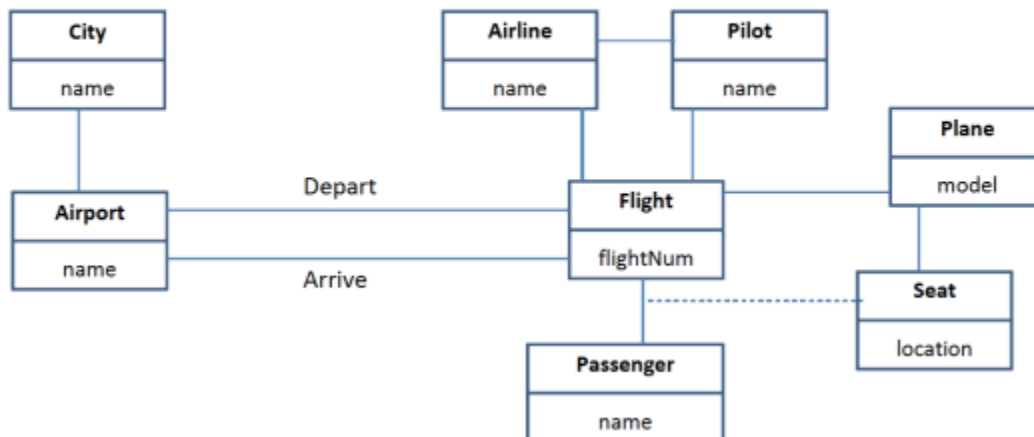 City
name
Airline
name
Pilot
name
Plane
model
Depart
Airport
name
Flight
flightNum
Arrive
Seat
location
Passenger
name